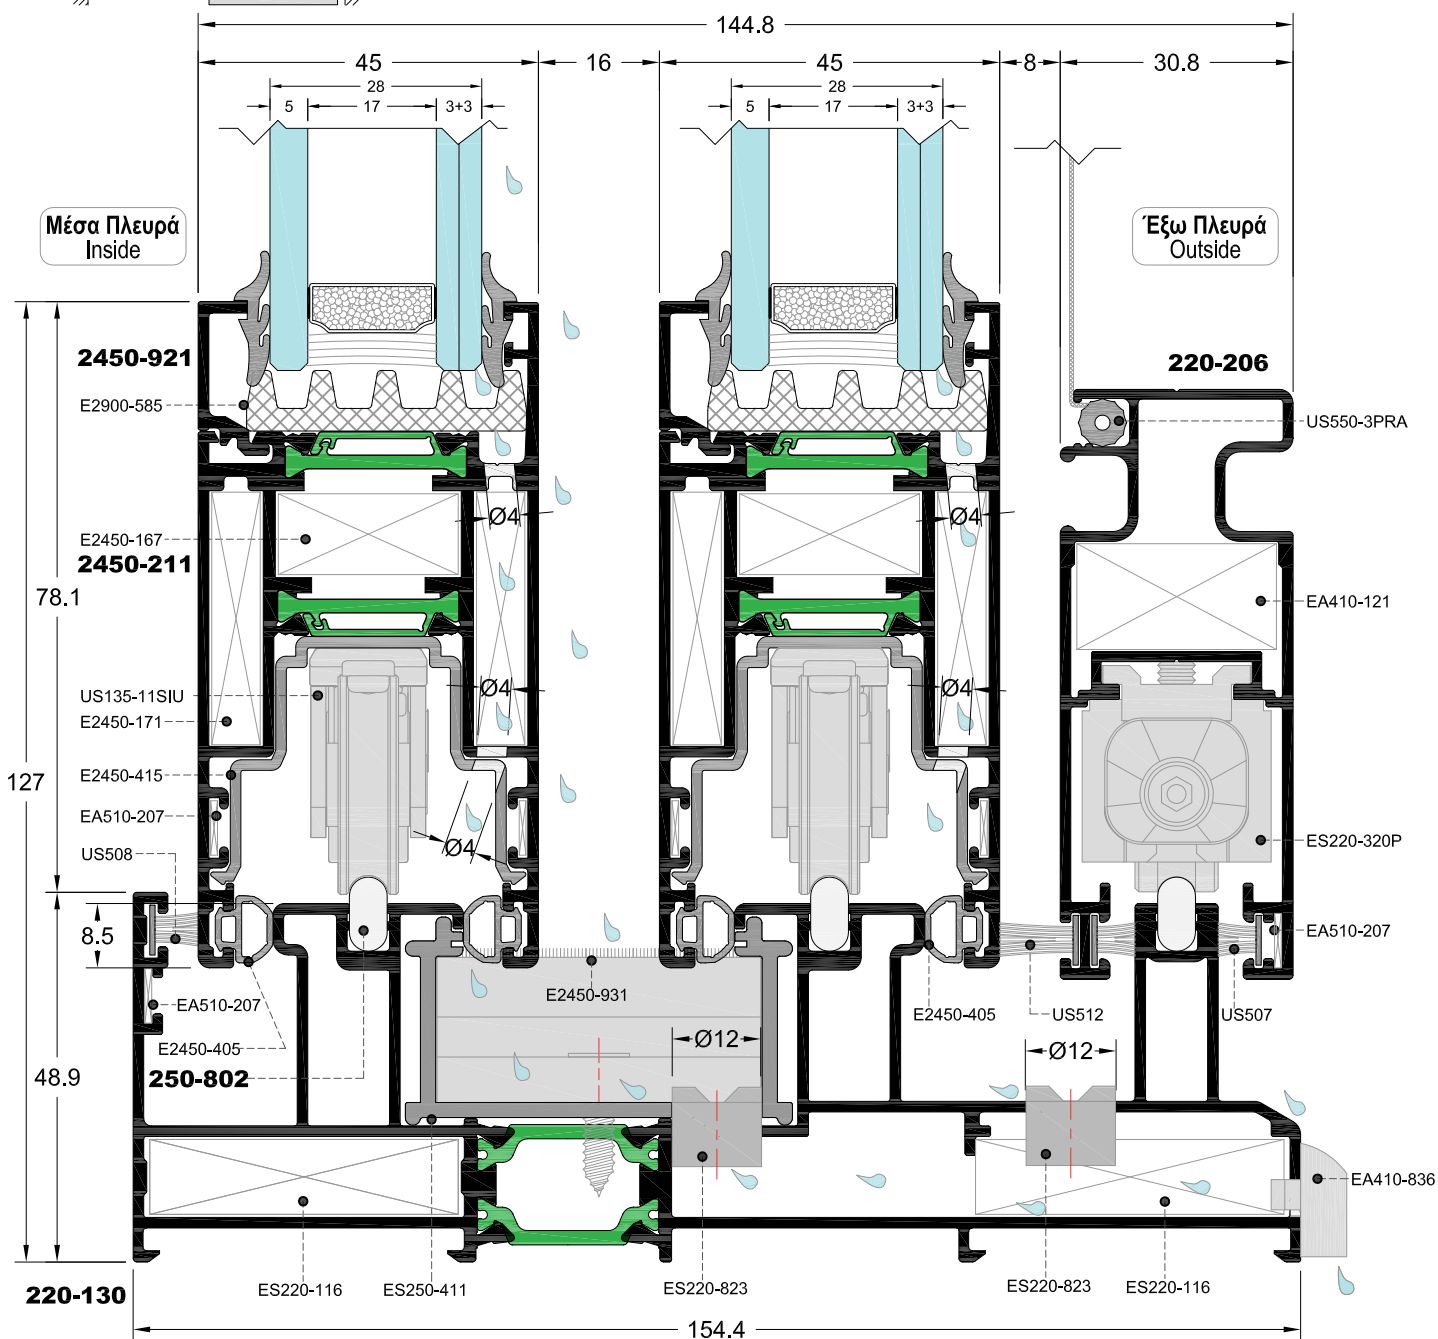 144.8
45
16
45
8
30.8
28
28
5
17
3+3
5
17
3+3
Μέσα Πλευρά
Inside
Έξω Πλευρά
Outside
2450-921
220-206
E2900-585
US550-3PRA
Ø4
Ø4
E2450-167
2450-211
78.1
EA410-121
US135-11SIU
Ø4
Ø4
E2450-171
E2450-415
127
EA510-207
ES220-320P
US508
Ø4
8.5
EA510-207
E2450-931
EA510-207
E2450-405
US512
US507
E2450-405
Ø12
Ø12
48.9
250-802
EA410-836
ES220-116
ES250-411
ES220-823
ES220-823
ES220-116
220-130
154.4